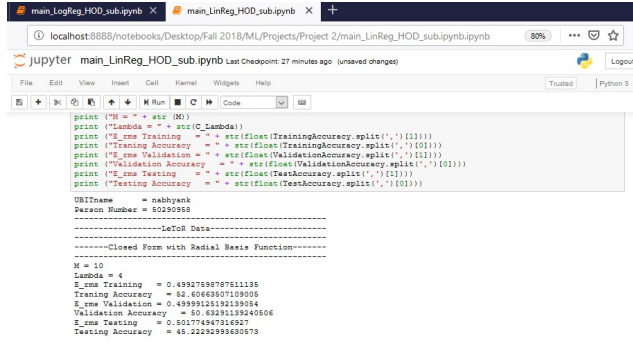 main_LogReg_HOD_sub.ipynb
main_LinReg_HOD_sub.ipynb
localhost:8888/notebooks/Desktop/Fall 2018/ML/Projects/Project 2/main_LinReg_HOD_sub.ipynb.ipynb
80%
jupyter main_LinReg_HOD_sub.ipynb Last Checkpoint: 27 minutes ago (unsaved changes)
Logout
File Edit View Insert Cell Kernel Widgets Help Trusted Python 3
Run Code
print ("M = " + str (M))
print ("Lambda = " + str(C_Lambda))
print ("E_rms Training = " + str(float(TrainingAccuracy.split(',')[1])))
print ("Traning Accuracy = " + str(float(TrainingAccuracy.split(',')[0])))
print ("E_rms Validation = " + str(float(ValidationAccuracy.split(',')[1])))
print ("Validation Accuracy = " + str(float(ValidationAccuracy.split(',')[0])))
print ("E_rms Testing = " + str(float(TestAccuracy.split(',')[1])))
print ("Testing Accuracy = " + str(float(TestAccuracy.split(',')[0])))
UBITname = nabhyank
Person Number = 50290958
----------------------------------------------------
------------------LeToR Data------------------------
----------------------------------------------------
-------Closed Form with Radial Basis Function-------
----------------------------------------------------
M = 10
Lambda = 4
E_rms Training = 0.49927598787511135
Traning Accuracy = 52.60663507109005
E_rms Validation = 0.49999125192139054
Validation Accuracy = 50.63291139240506
E_rms Testing = 0.501774947316927
Testing Accuracy = 45.22292993630573